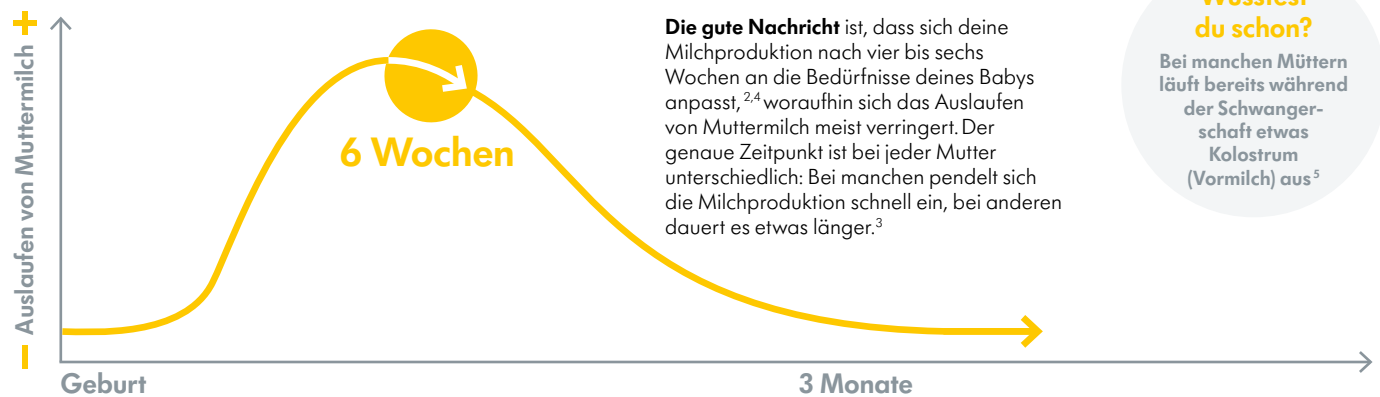 Auslaufen von Muttermilch
6 Wochen
Geburt
3 Monate
Die gute Nachricht ist, dass sich deine
Milchproduktion nach vier bis sechs
Wochen an die Bedürfnisse deines Babys
anpasst, 2,4 woraufhin sich das Auslaufen
von Muttermilch meist verringert. Der
genaue Zeitpunkt ist bei jeder Mutter
unterschiedlich: Bei manchen pendelt sich
die Milchproduktion schnell ein, bei anderen
dauert es etwas länger.3
Wusstest
du schon?
Bei manchen Müttern
läuft bereits während
der Schwanger-
schaft etwas
Kolostrum
(Vormilch) aus 5